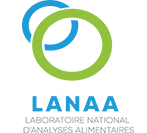 LANAA
LABORATOIRE NATIONAL
D'ANALYSES ALIMENTAIRES